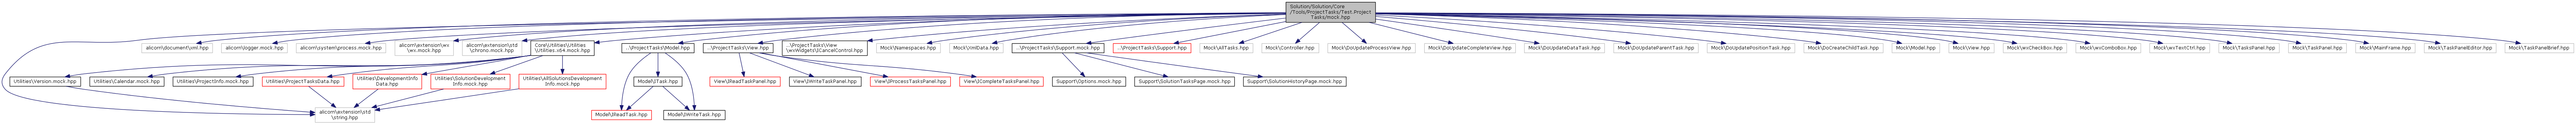 Solution/Solution/Core
/Tools/ProjectTasks/Test.Project
Tasks/mock.hpp
alicorn\document\xml.hpp
alicorn\logger.mock.hpp
alicorn\system\process.mock.hpp
alicorn\extension\wx
\wx.mock.hpp
alicorn\extension\std
\chrono.mock.hpp
Core\Utilities\Utilities
\Utilities.x64.mock.hpp
..\ProjectTasks\Model.hpp
..\ProjectTasks\View.hpp
..\ProjectTasks\View
\wxWidgets\ICancelControl.hpp
Mock\Namespaces.hpp
Mock\XmlData.hpp
..\ProjectTasks\Support.mock.hpp
..\ProjectTasks\Support.hpp
Mock\AllTasks.hpp
Mock\Controller.hpp
Mock\DoUpdateProcessView.hpp
Mock\DoUpdateCompleteView.hpp
Mock\DoUpdateDataTask.hpp
Mock\DoUpdateParentTask.hpp
Mock\DoUpdatePositionTask.hpp
Mock\DoCreateChildTask.hpp
Mock\Model.hpp
Mock\View.hpp
Mock\wxCheckBox.hpp
Mock\wxComboBox.hpp
Mock\wxTextCtrl.hpp
Mock\TasksPanel.hpp
Mock\TaskPanel.hpp
Mock\MainFrame.hpp
Mock\TaskPanelEditor.hpp
Mock\TaskPanelBrief.hpp
Utilities\Version.mock.hpp
Utilities\Calendar.mock.hpp
Utilities\ProjectInfo.mock.hpp
Utilities\ProjectTasksData.hpp
Utilities\DevelopmentInfo
Data.hpp
Utilities\SolutionDevelopment
Info.mock.hpp
Utilities\AllSolutionsDevelopment
Info.mock.hpp
Model\ITask.hpp
View\IReadTaskPanel.hpp
View\IWriteTaskPanel.hpp
View\IProcessTasksPanel.hpp
View\ICompleteTasksPanel.hpp
Support\Options.mock.hpp
Support\SolutionTasksPage.mock.hpp
Support\SolutionHistoryPage.mock.hpp
alicorn\extension\std
\string.hpp
Model\IReadTask.hpp
Model\IWriteTask.hpp